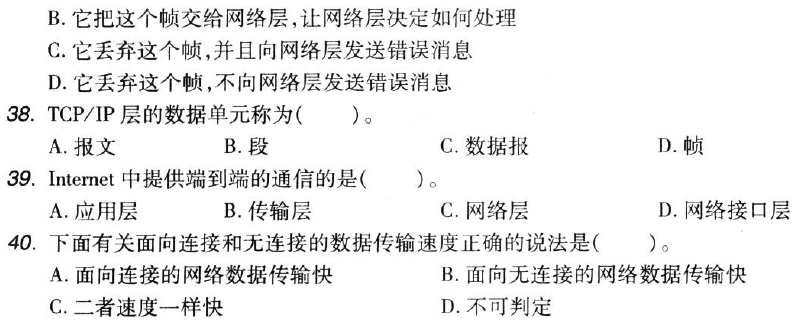 B. 它把这个帧交给网络层,让网络层决定如何处理
C. 它丢弃这个帧,并且向网络层发送错误消息
D. 它丢弃这个帧,不向网络层发送错误消息
38. TCP/IP 层的数据单元称为(　　)。
A. 报文　B. 段　C. 数据报　D. 帧
39. Internet 中提供端到端的通信的是(　　)。
A. 应用层　B. 传输层　C. 网络层　D. 网络接口层
40. 下面有关面向连接和无连接的数据传输速度正确的说法是(　　)。
A. 面向连接的网络数据传输快　B. 面向无连接的网络数据传输快
C. 二者速度一样快　D. 不可判定